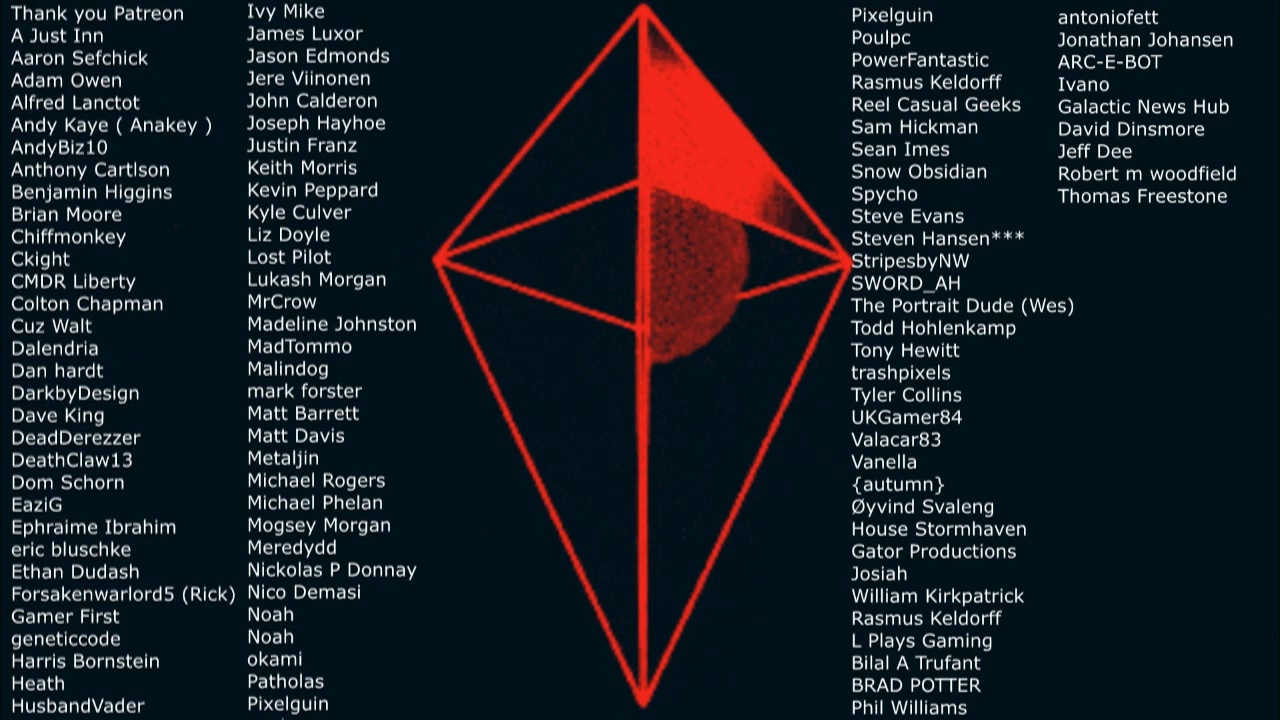 Thank you Patreon
A Just Inn
Aaron Sefchick
Adam Owen
Alfred Lanctot
Andy Kaye ( Anakey )
AndyBiz10
Anthony Cartlson
Benjamin Higgins
Brian Moore
Chiffmonkey
Ckight
CMDR Liberty
Colton Chapman
Cuz Walt
Dalendria
Dan hardt
DarkbyDesign
Dave King
DeadDerezzer
DeathClaw13
Dom Schorn
EaziG
Ephraime Ibrahim
eric bluschke
Ethan Dudash
Forsakenwarlord5 (Rick)
Gamer First
geneticcode
Harris Bornstein
Heath
HusbandVader
Ivy Mike
James Luxor
Jason Edmonds
Jere Viinonen
John Calderon
Joseph Hayhoe
Justin Franz
Keith Morris
Kevin Peppard
Kyle Culver
Liz Doyle
Lost Pilot
Lukash Morgan
MrCrow
Madeline Johnston
MadTommo
Malindog
mark forster
Matt Barrett
Matt Davis
Metaljin
Michael Rogers
Michael Phelan
Mogsey Morgan
Meredydd
Nickolas P Donnay
Nico Demasi
Noah
Noah
okami
Patholas
Pixelguin
Pixelguin
Poulpc
PowerFantastic
Rasmus Keldorff
Reel Casual Geeks
Sam Hickman
Sean Imes
Snow Obsidian
Spycho
Steve Evans
Steven Hansen***
StripesbyNW
SWORD_AH
The Portrait Dude (Wes)
Todd Hohlenkamp
Tony Hewitt
trashpixels
Tyler Collins
UKGamer84
Valacar83
Vanella
{autumn}
Øyvind Svaleng
House Stormhaven
Gator Productions
Josiah
William Kirkpatrick
Rasmus Keldorff
L Plays Gaming
Bilal A Trufant
BRAD POTTER
Phil Williams
antoniofett
Jonathan Johansen
ARC-E-BOT
Ivano
Galactic News Hub
David Dinsmore
Jeff Dee
Robert m woodfield
Thomas Freestone